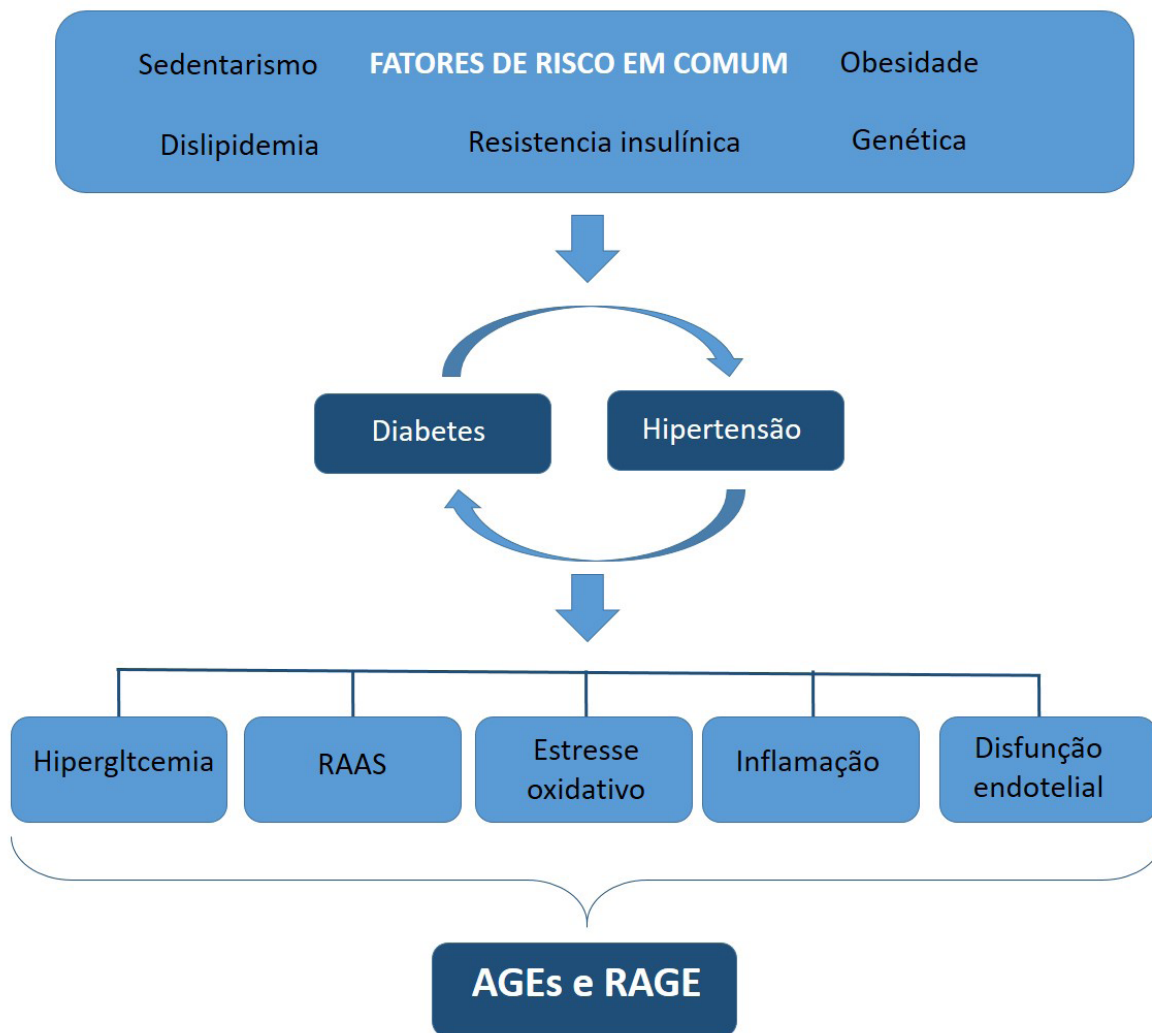 Sedentarismo FATORES DE RISCO EM COMUM Obesidade
Dislipidemia Resistencia insulínica Genética
Diabetes Hipertensão
Hipergltcemia
RAAS
Estresse
oxidativo
Inflamação
Disfunção
endotelial
AGEs e RAGE